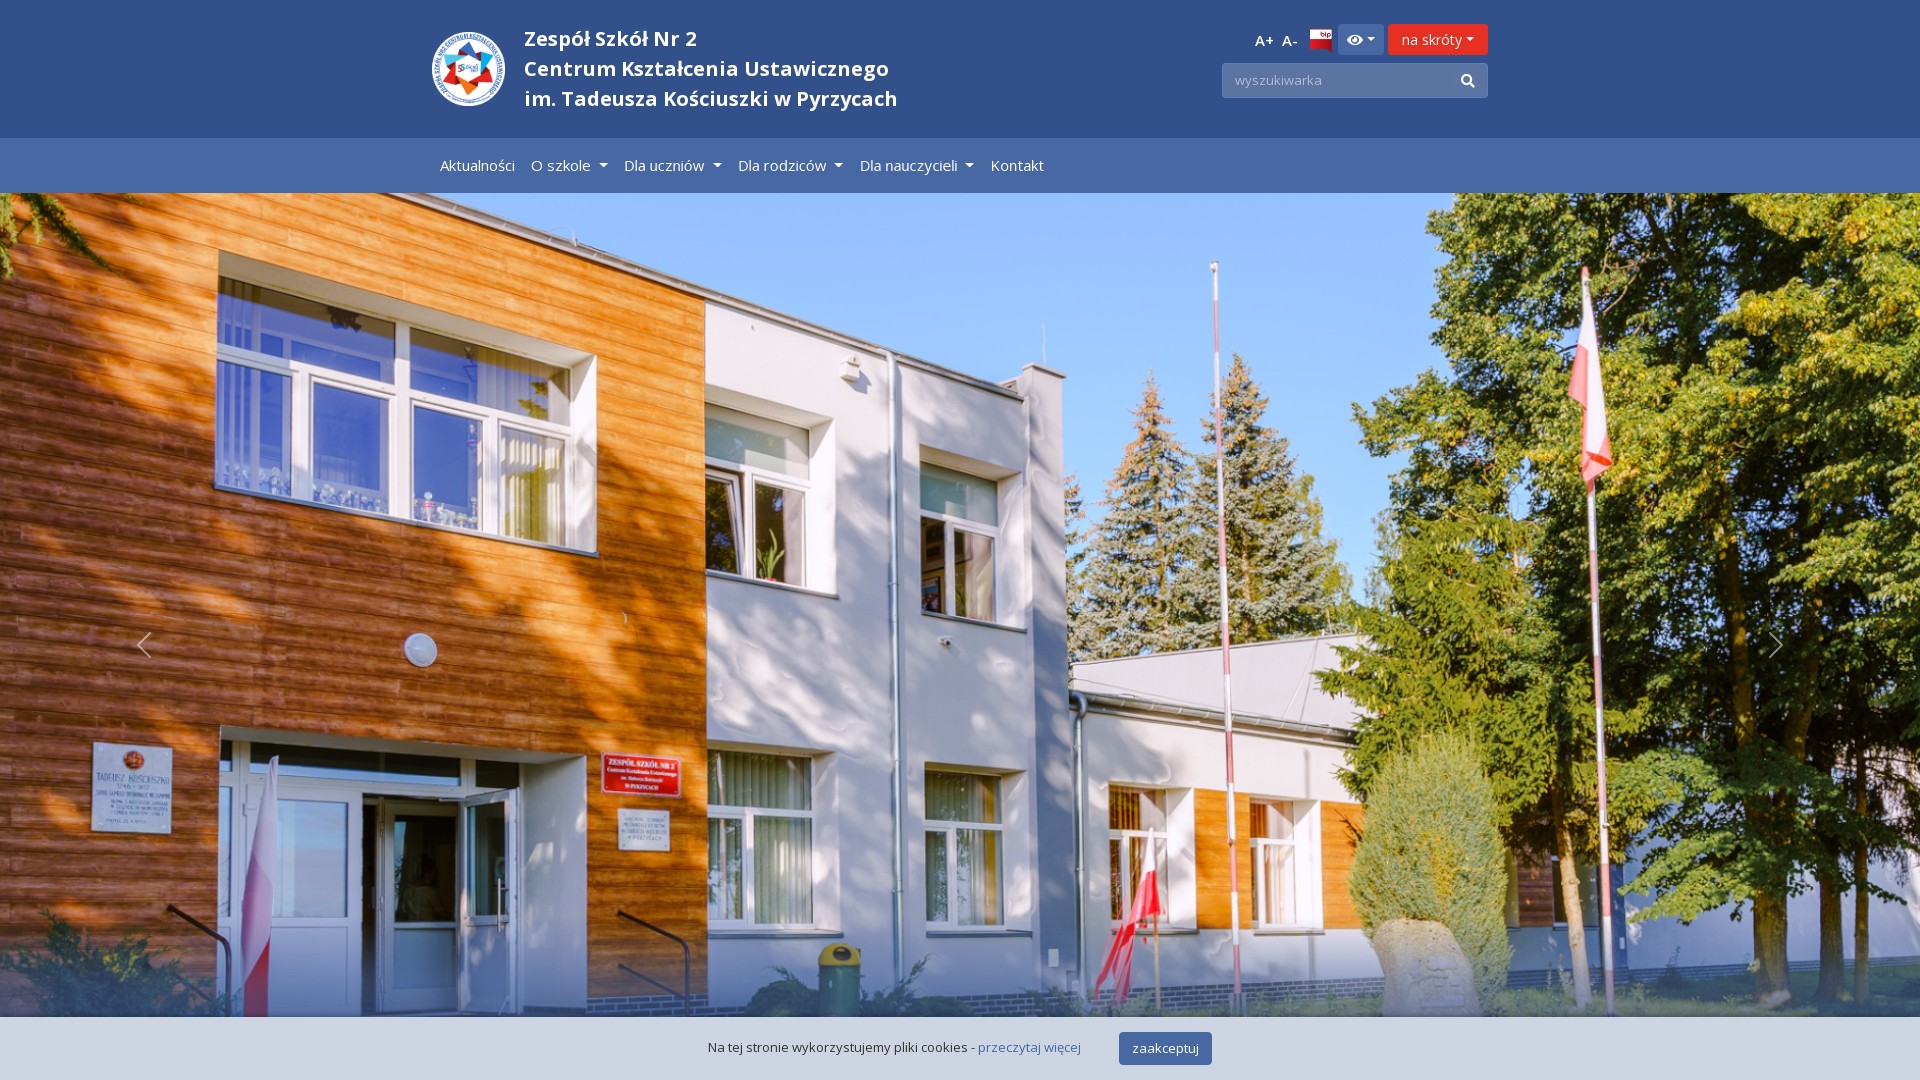 Zespół Szkół Nr 2
Centrum Kształcenia Ustawicznego
im. Tadeusza Kościuszki w Pyrzycach
A+ A- bip na skróty
wyszukiwarka
Aktualności O szkole Dla uczniów Dla rodziców Dla nauczycieli Kontakt
TADEUSZ KOŚCIUSZKO
ZESPÓŁ SZKÓŁ NR 2
Centrum Kształcenia Ustawicznego
im. Tadeusza Kościuszki
W PYRZYCACH
Na tej stronie wykorzystujemy pliki cookies - przeczytaj więcej zaakceptuj